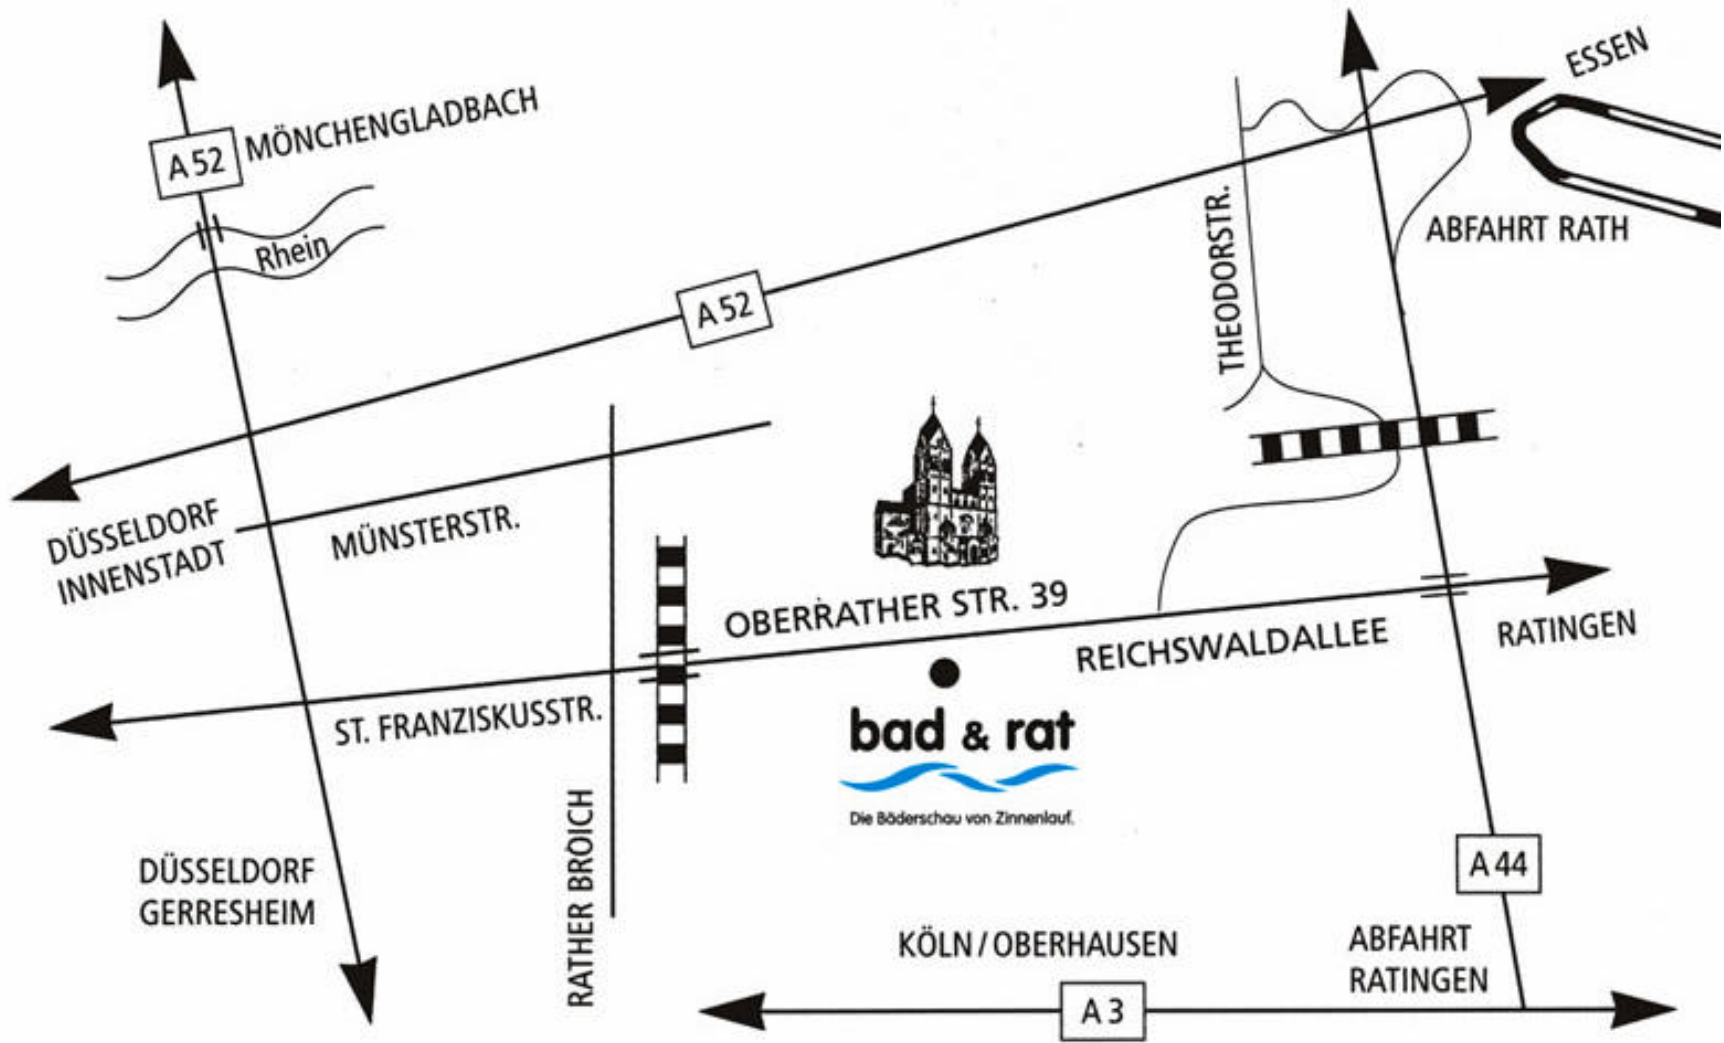 ESSEN
A 52
MÖNCHENGLADBACH
Rhein
THEODORSTR.
ABFAHRT RATH
A 52
DÜSSELDORF
INNENSTADT
MÜNSTERSTR.
OBERRATHER STR. 39
REICHSWALDALLEE
RATINGEN
ST. FRANZISKUSSTR.
bad & rat
Die Bäderschau von Zinnenlauf.
RATHER BROICH
DÜSSELDORF
GERRESHEIM
A 44
KÖLN / OBERHAUSEN
ABFAHRT
RATINGEN
A 3